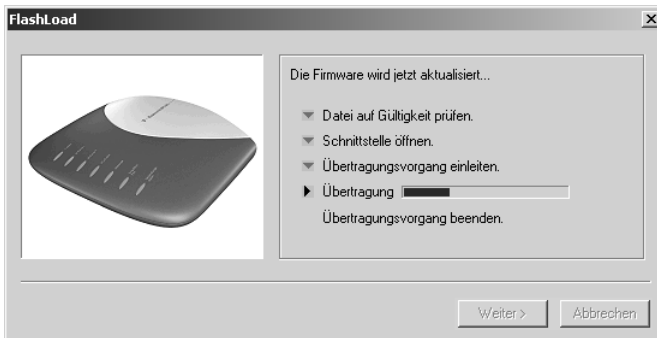 FlashLoad
Die Firmware wird jetzt aktualisiert...
Datei auf Gültigkeit prüfen.
Schnittstelle öffnen.
Übertragungsvorgang einleiten.
Übertragung
Übertragungsvorgang beenden.
Weiter >
Abbrechen